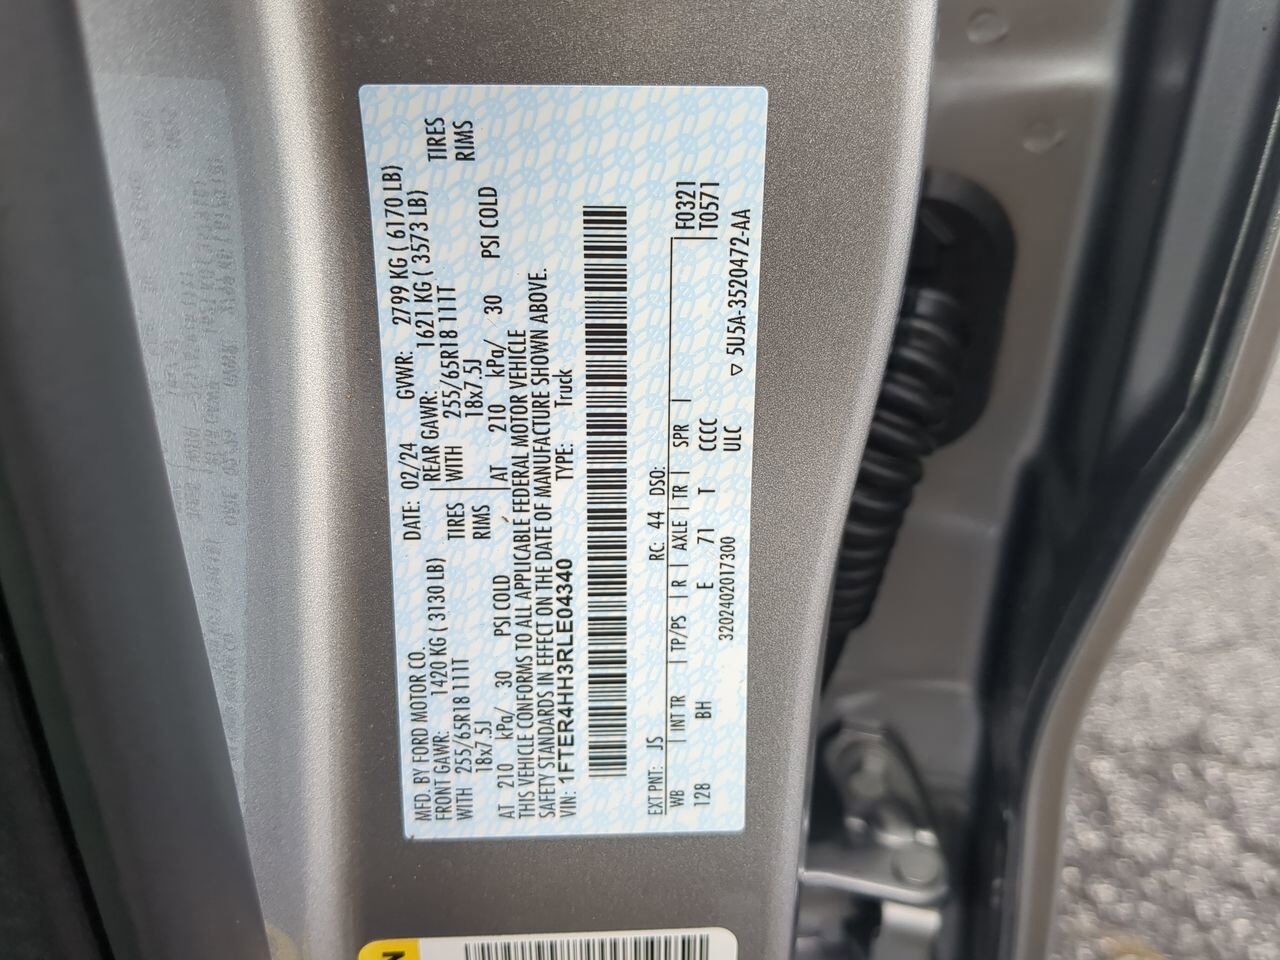 MFD. BY FORD MOTOR CO.
DATE: 02/24 GVWR: 2799 KG ( 6170 LB)
FRONT GAWR: 1420 KG ( 3130 LB)
REAR GAWR: 1621 KG ( 3573 LB)
WITH 255/65R18 111T TIRES
WITH 255/65R18 111T TIRES
18x7.5J RIMS
18x7.5J RIMS
AT 210 kPa/ 30 PSI COLD
AT 210 kPa/ 30 PSI COLD
THIS VEHICLE CONFORMS TO ALL APPLICABLE FEDERAL MOTOR VEHICLE
SAFETY STANDARDS IN EFFECT ON THE DATE OF MANUFACTURE SHOWN ABOVE.
VIN: 1FTER4HH3RLE04340 TYPE: Truck
EXT PNT: JS RC: 44 DSO: F0321
WB INT TR TP/PS R AXLE TR SPR T0571
128 BH E 71 T CCCC
320240201730​0 ULC ▽ 5U5A-3520472-AA